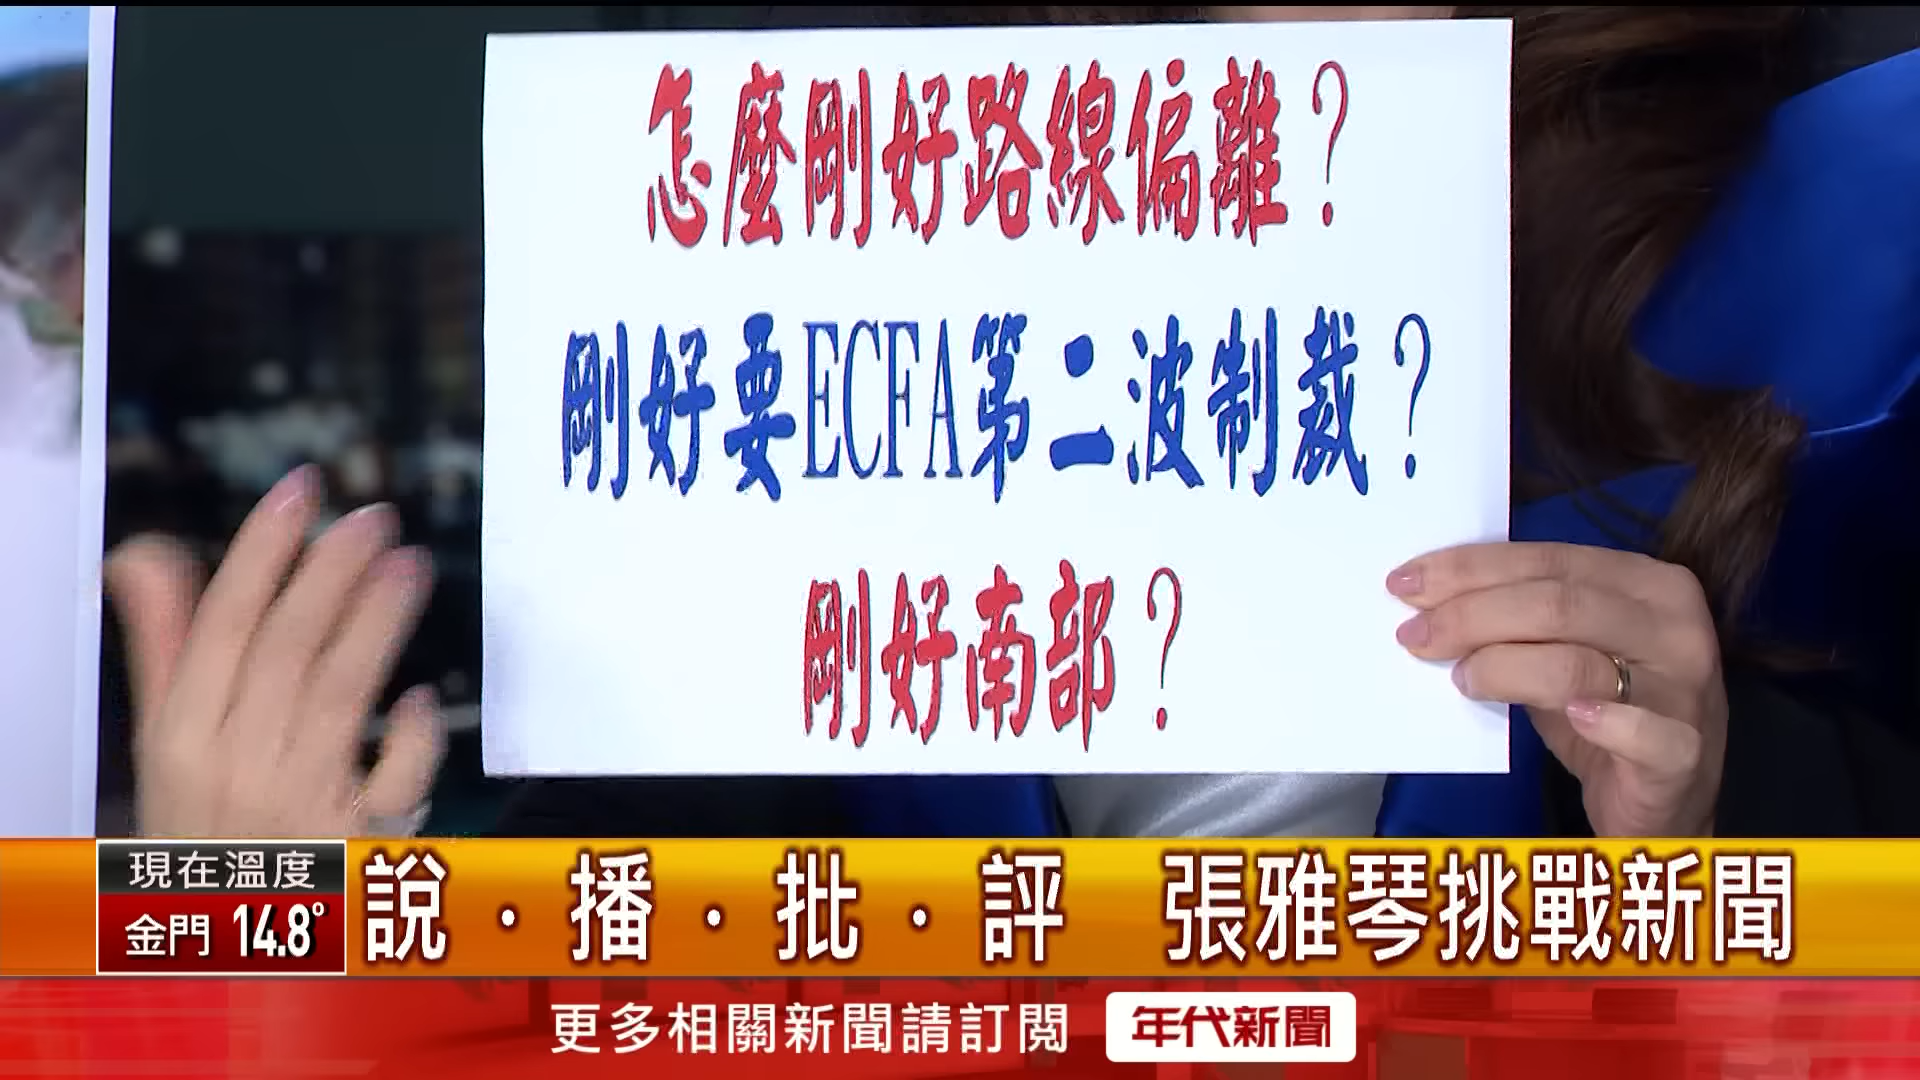 怎麼剛好路線偏離？
剛好要ECFA第二波制裁？
剛好南部？
現在溫度
金門 14.8°
說．播．批．評 張雅琴挑戰新聞
更多相關新聞請訂閱 年代新聞